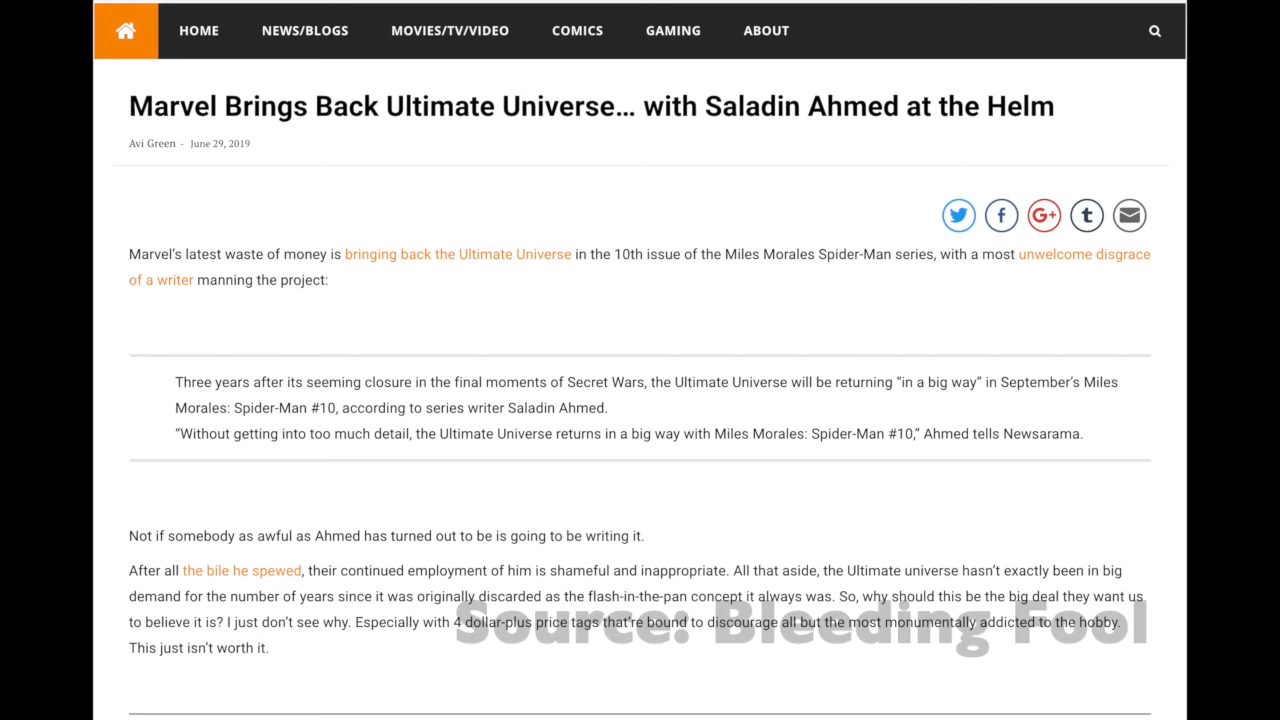 HOME NEWS/BLOGS MOVIES/TV/VIDEO COMICS GAMING ABOUT
Marvel Brings Back Ultimate Universe… with Saladin Ahmed at the Helm
Avi Green - June 29, 2019
Marvel’s latest waste of money is bringing back the Ultimate Universe in the 10th issue of the Miles Morales Spider-Man series, with a most unwelcome disgrace
of a writer manning the project:
Three years after its seeming closure in the final moments of Secret Wars, the Ultimate Universe will be returning “in a big way” in September’s Miles
Morales: Spider-Man #10, according to series writer Saladin Ahmed.
“Without getting into too much detail, the Ultimate Universe returns in a big way with Miles Morales: Spider-Man #10,” Ahmed tells Newsarama.
Not if somebody as awful as Ahmed has turned out to be is going to be writing it.
After all the bile he spewed, their continued employment of him is shameful and inappropriate. All that aside, the Ultimate universe hasn’t exactly been in big
demand for the number of years since it was originally discarded as the flash-in-the-pan concept it always was. So, why should this be the big deal they want us
to believe it is? I just don’t see why. Especially with 4 dollar-plus price tags that’re bound to discourage all but the most monumentally addicted to the hobby.
This just isn’t worth it.
Source: Bleeding Fool